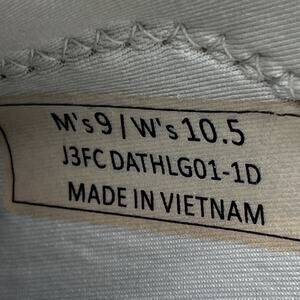 M's 9 / W's 10.5
J3FC DATHLG01-1D
MADE IN VIETNAM